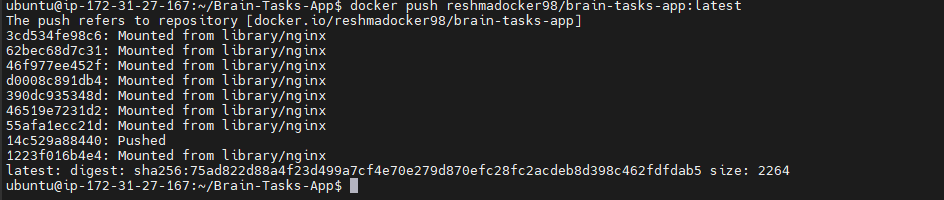 ubuntu@ip-172-31-27-167:~/Brain-Tasks-App$ docker push reshmadocker98/brain-tasks-app:latest
The push refers to repository [docker.io/reshmadocker98/brain-tasks-app]
3cd534fe98c6: Mounted from library/nginx
62bec68d7c31: Mounted from library/nginx
46f977ee452f: Mounted from library/nginx
d0008c891db4: Mounted from library/nginx
390dc935348d: Mounted from library/nginx
46519e7231d2: Mounted from library/nginx
55afa1ecc21d: Mounted from library/nginx
14c529a88440: Pushed
1223f016b4e4: Mounted from library/nginx
latest: digest: sha256:75ad822d88a4f23d499a7cf4e70e279d870efc28fc2acdeb8d398c462fdfdab5 size: 2264
ubuntu@ip-172-31-27-167:~/Brain-Tasks-App$